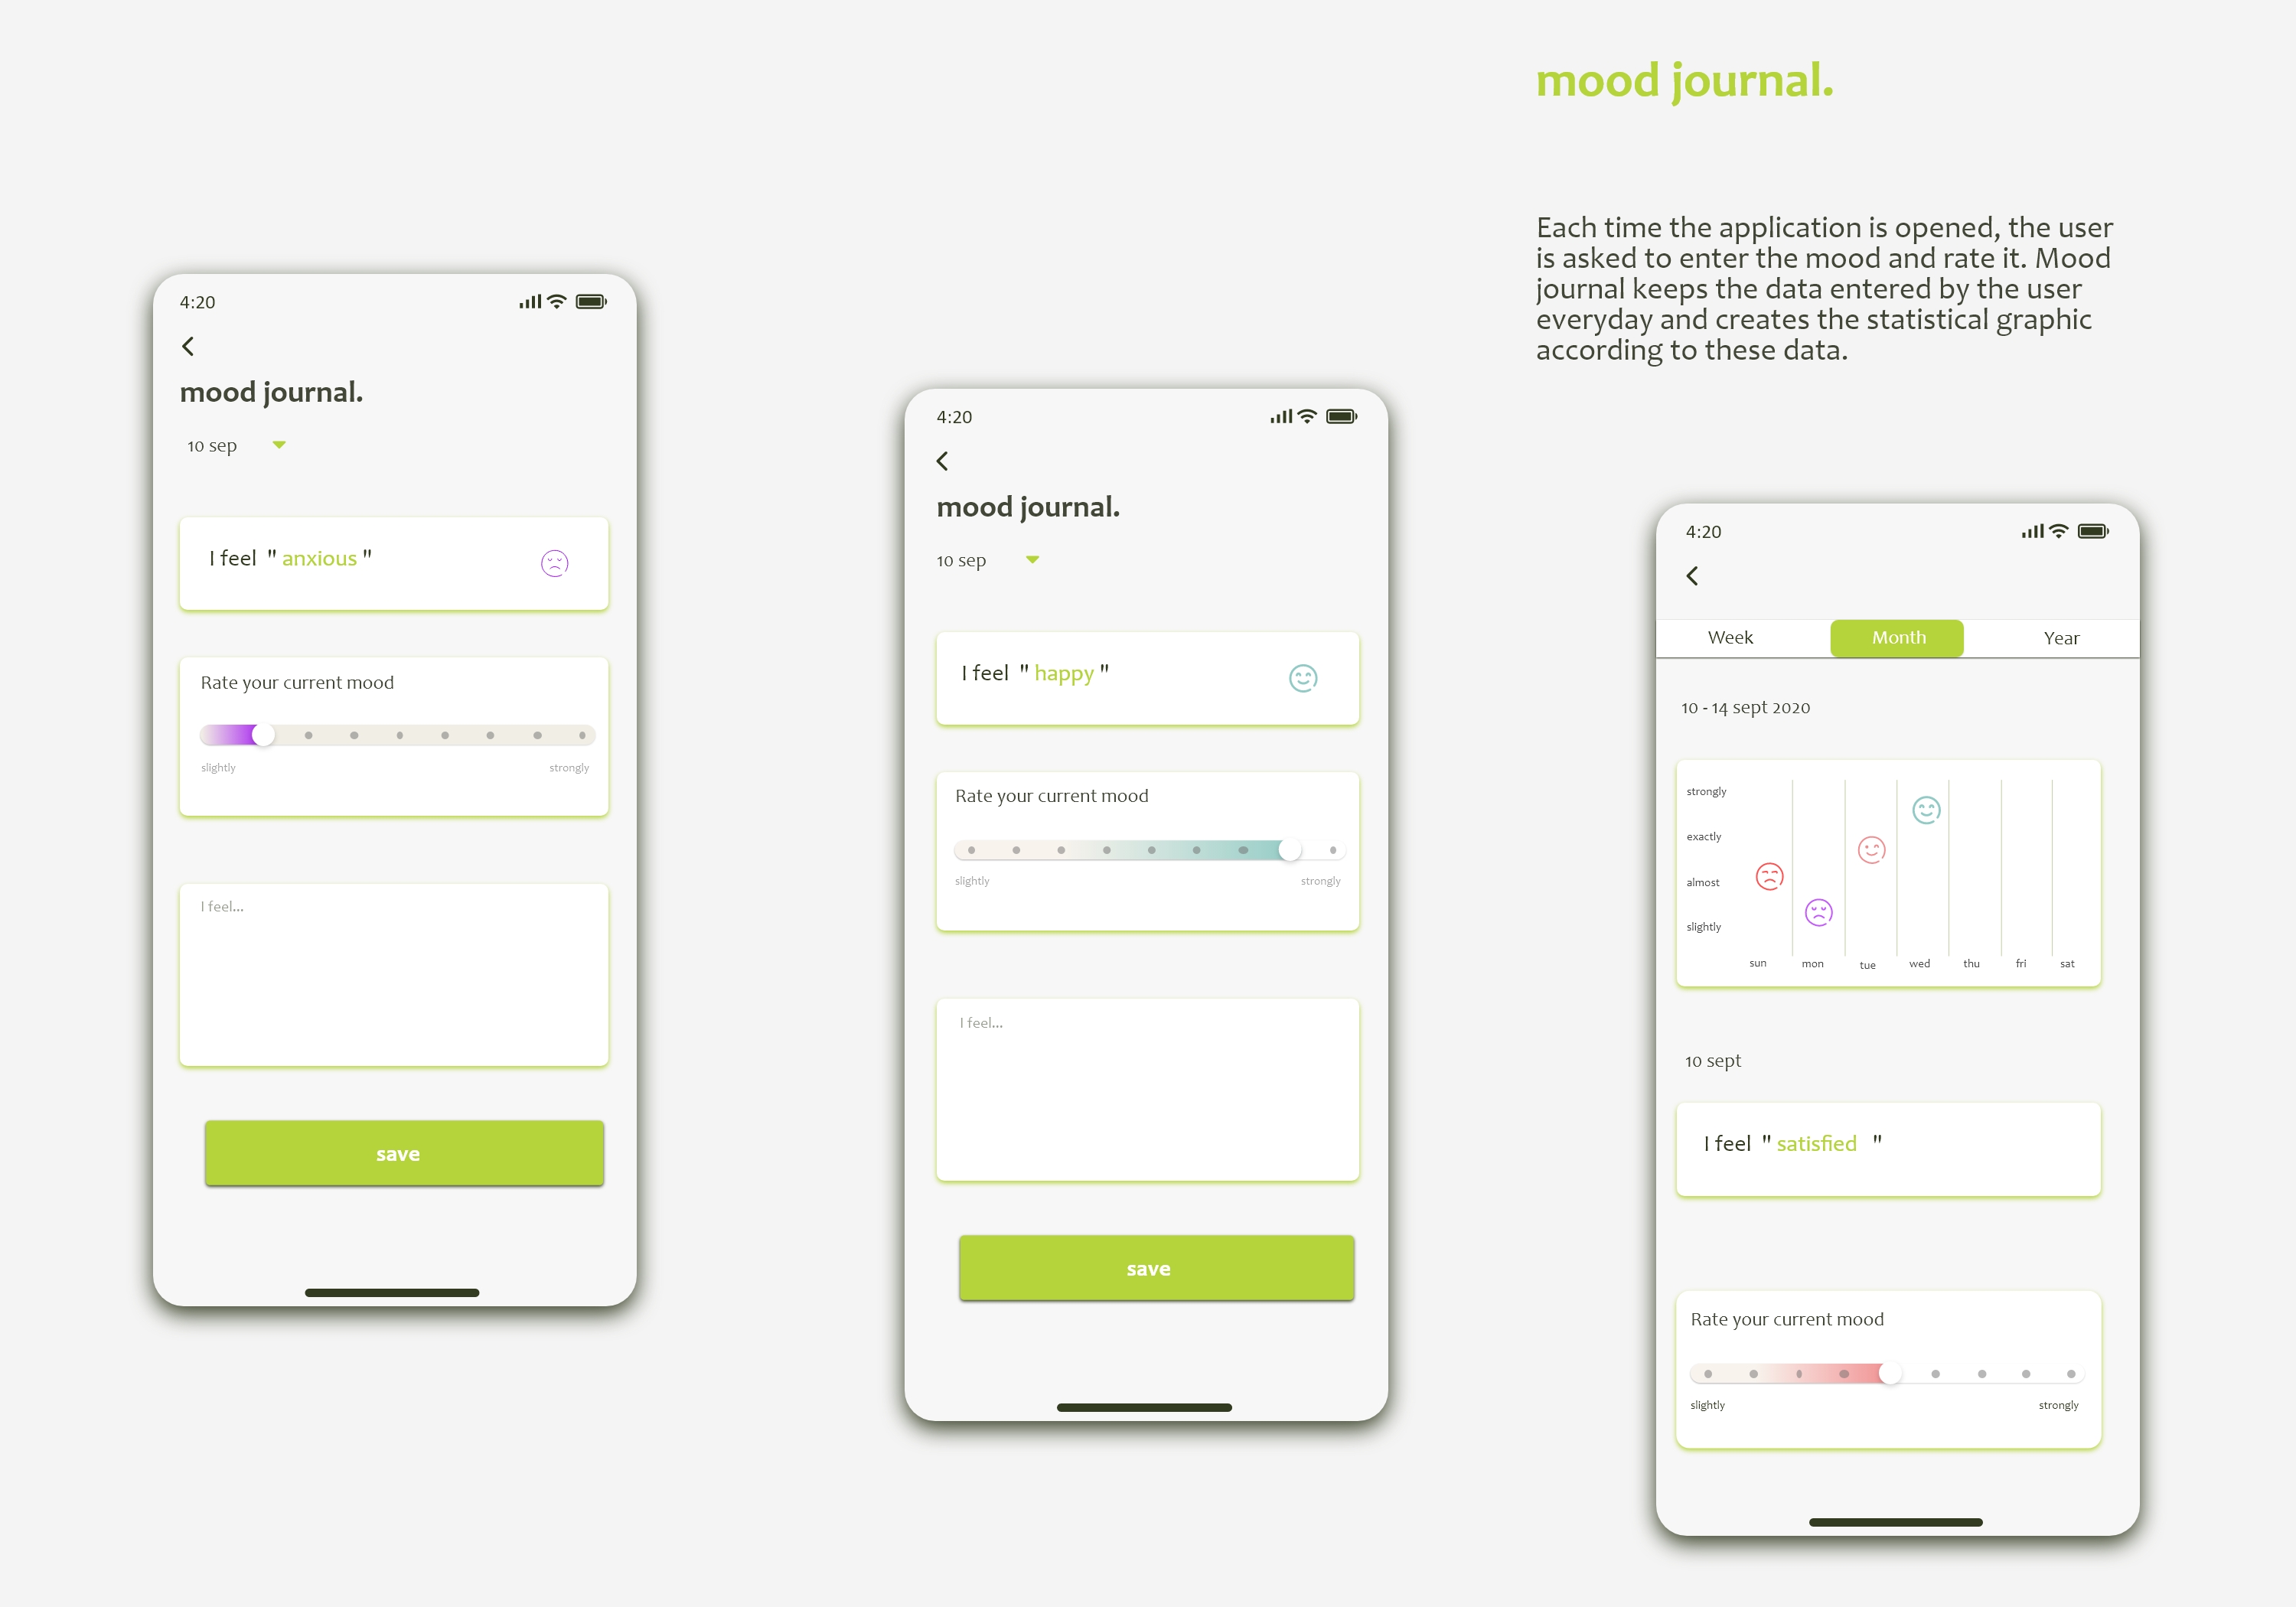 mood journal.
Each time the application is opened, the user
is asked to enter the mood and rate it. Mood
journal keeps the data entered by the user
everyday and creates the statistical graphic
according to these data.
4:20
mood journal.
10 sep
I feel " anxious "
Rate your current mood
slightly strongly
I feel...
save
4:20
mood journal.
10 sep
I feel " happy "
Rate your current mood
slightly strongly
I feel...
save
4:20
Week Month Year
10 - 14 sept 2020
strongly
exactly
almost
slightly
sun mon tue wed thu fri sat
10 sept
I feel " satisfied "
Rate your current mood
slightly strongly